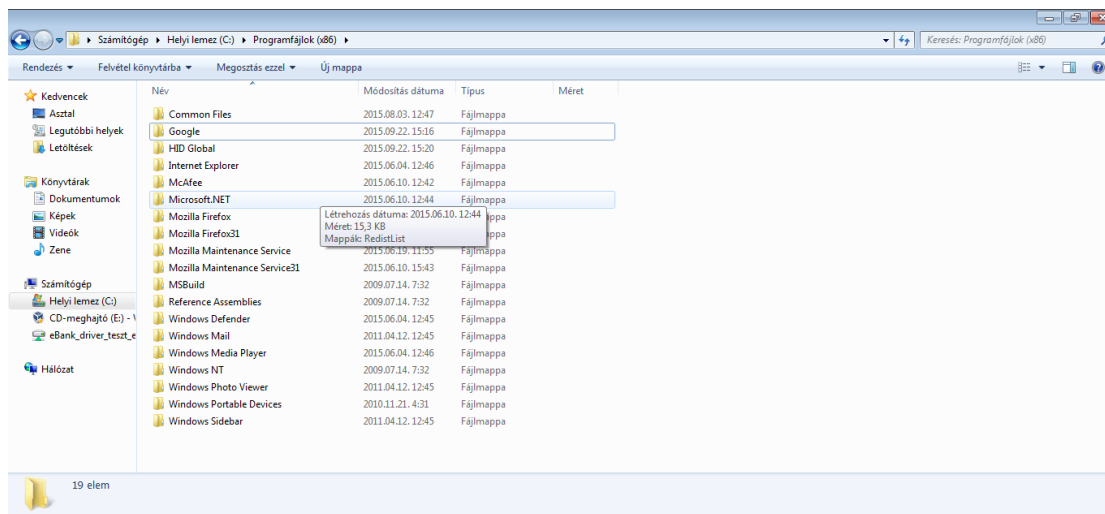 Számítógép ▸ Helyi lemez (C:) ▸ Programfájlok (x86) ▸
Keresés: Programfájlok (x86)
Rendezés Felvétel könyvtárba Megosztás ezzel Új mappa
Kedvencek
Asztal
Legutóbbi helyek
Letöltések
Könyvtárak
Dokumentumok
Képek
Videók
Zene
Számítógép
Helyi lemez (C:)
CD-meghajtó (E:) -
eBank_driver_teszt_e
Hálózat
Név Módosítás dátuma Típus Méret
Common Files 2015.08.03. 12:47 Fájlmappa
Google 2015.09.22. 15:16 Fájlmappa
HID Global 2015.09.22. 15:20 Fájlmappa
Internet Explorer 2015.06.04. 12:46 Fájlmappa
McAfee 2015.06.10. 12:42 Fájlmappa
Microsoft.NET 2015.06.10. 12:44 Fájlmappa
Mozilla Firefox
Mozilla Firefox31
Létrehozás dátuma: 2015.06.10. 12:44
Méret: 15,3 KB
Mappák: RedistList
Mozilla Maintenance Service 2015.06.19. 11:55 Fájlmappa
Mozilla Maintenance Service31 2015.06.10. 15:43 Fájlmappa
MSBuild 2009.07.14. 7:32 Fájlmappa
Reference Assemblies 2009.07.14. 7:32 Fájlmappa
Windows Defender 2015.06.04. 12:45 Fájlmappa
Windows Mail 2011.04.12. 12:45 Fájlmappa
Windows Media Player 2015.06.04. 12:46 Fájlmappa
Windows NT 2009.07.14. 7:32 Fájlmappa
Windows Photo Viewer 2011.04.12. 12:45 Fájlmappa
Windows Portable Devices 2010.11.21. 4:31 Fájlmappa
Windows Sidebar 2011.04.12. 12:45 Fájlmappa
19 elem